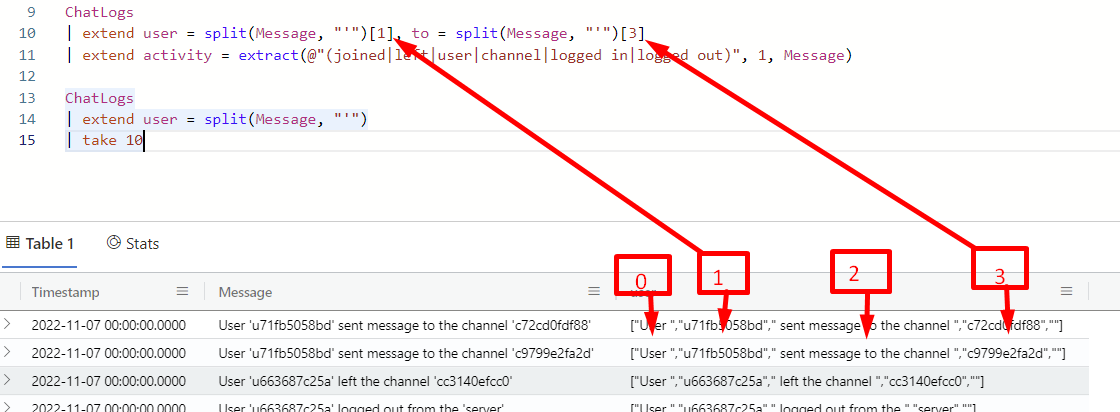 9 ChatLogs
10 | extend user = split(Message, "'")[1], to = split(Message, "'")[3]
11 | extend activity = extract(@"(joined|left|user|channel|logged in|logged out)", 1, Message)
12
13 ChatLogs
14 | extend user = split(Message, "'")
15 | take 10
Table 1 Stats
0 1 2 3
Timestamp Message user
2022-11-07 00:00:00.0000 User 'u71fb5058bd' sent message to the channel 'c72cd0fdf88' ["User ","u71fb5058bd"," sent message to the channel ","c72cd0fdf88",""]
2022-11-07 00:00:00.0000 User 'u71fb5058bd' sent message to the channel 'c9799e2fa2d' ["User ","u71fb5058bd"," sent message to the channel ","c9799e2fa2d",""]
2022-11-07 00:00:00.0000 User 'u663687c25a' left the channel 'cc3140efcc0' ["User ","u663687c25a"," left the channel ","cc3140efcc0",""]
2022-11-07 00:00:00.0000 User 'u663687c25a' logged out from the 'server' ["User ","u663687c25a"," logged out from the ","server",""]